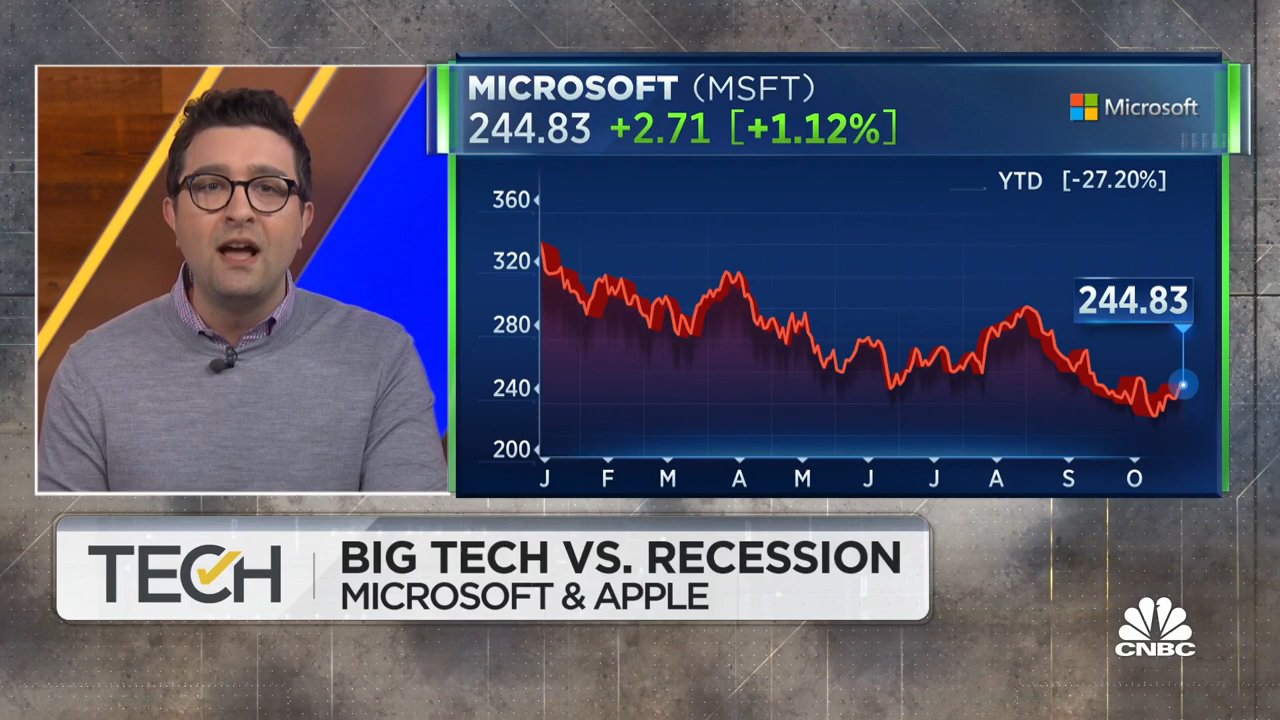 MICROSOFT (MSFT)
244.83 +2.71 [+1.12%]
Microsoft
YTD [-27.20%]
360
320
280
240
200
244.83
J F M A M J J A S O
TECH
BIG TECH VS. RECESSION
MICROSOFT & APPLE
CNBC